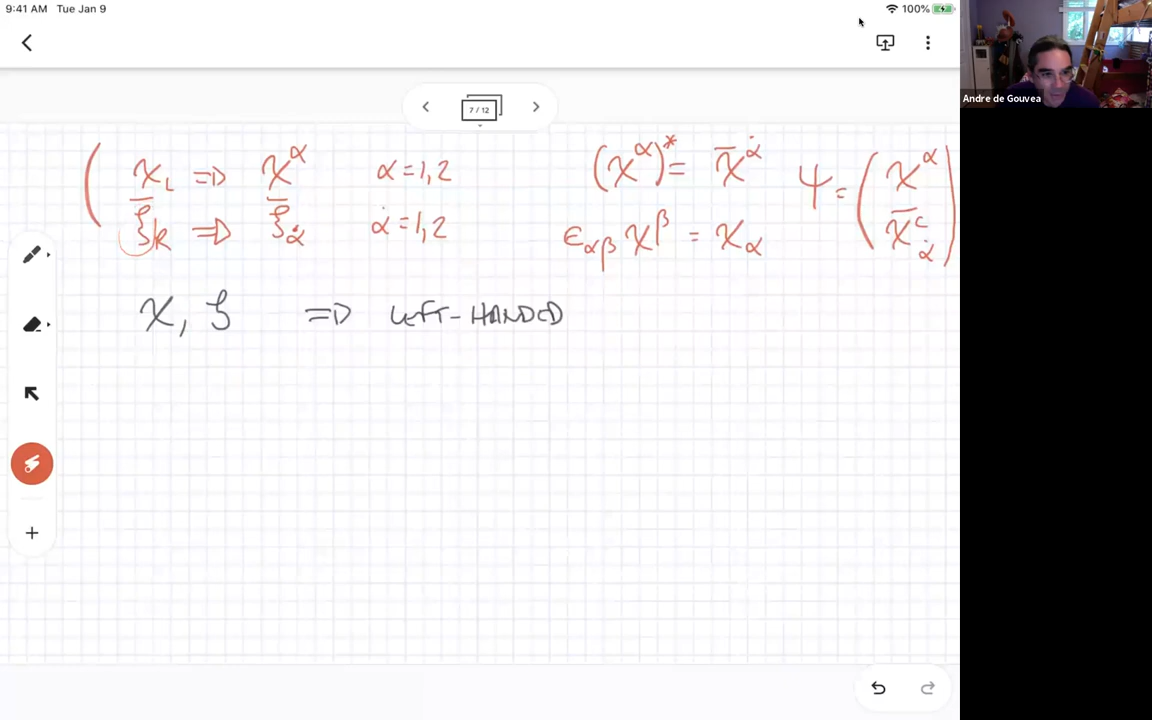 9:41 AM Tue Jan 9
100%
Andre de Gouvea
7 / 12
( χ_L ⇒ χ^α α = 1,2 (χ^α)^* = χ̄^α̇ Ψ = ( χ^α
ξ̄_R ⇒ ξ̄_α̇ α̇ = 1,2 ϵ_αβ χ^β = χ_α χ̄^c_α̇ )
χ, ξ ⇒ LEFT-HANDED